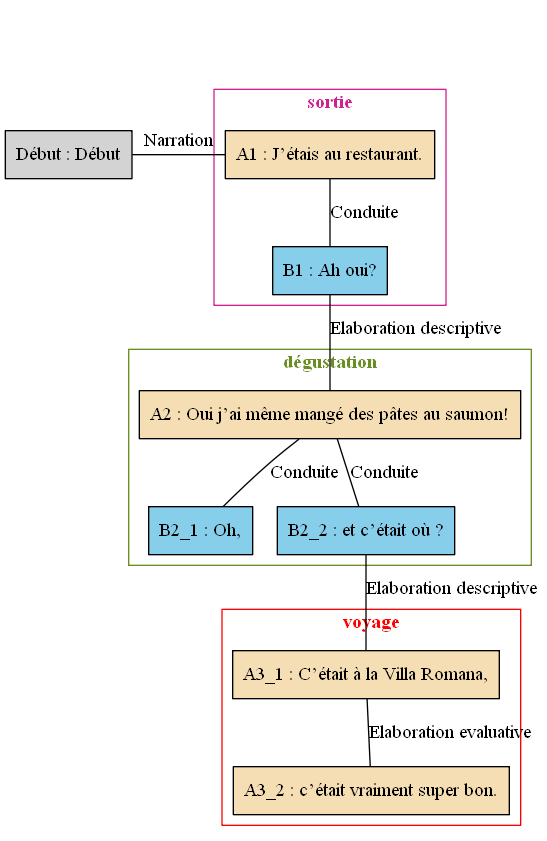 sortie
Narration
Début : Début
A1 : J’étais au restaurant.
Conduite
B1 : Ah oui?
Elaboration descriptive
dégustation
A2 : Oui j’ai même mangé des pâtes au saumon!
Conduite
Conduite
B2_1 : Oh,
B2_2 : et c’était où ?
Elaboration descriptive
voyage
A3_1 : C’était à la Villa Romana,
Elaboration evaluative
A3_2 : c’était vraiment super bon.